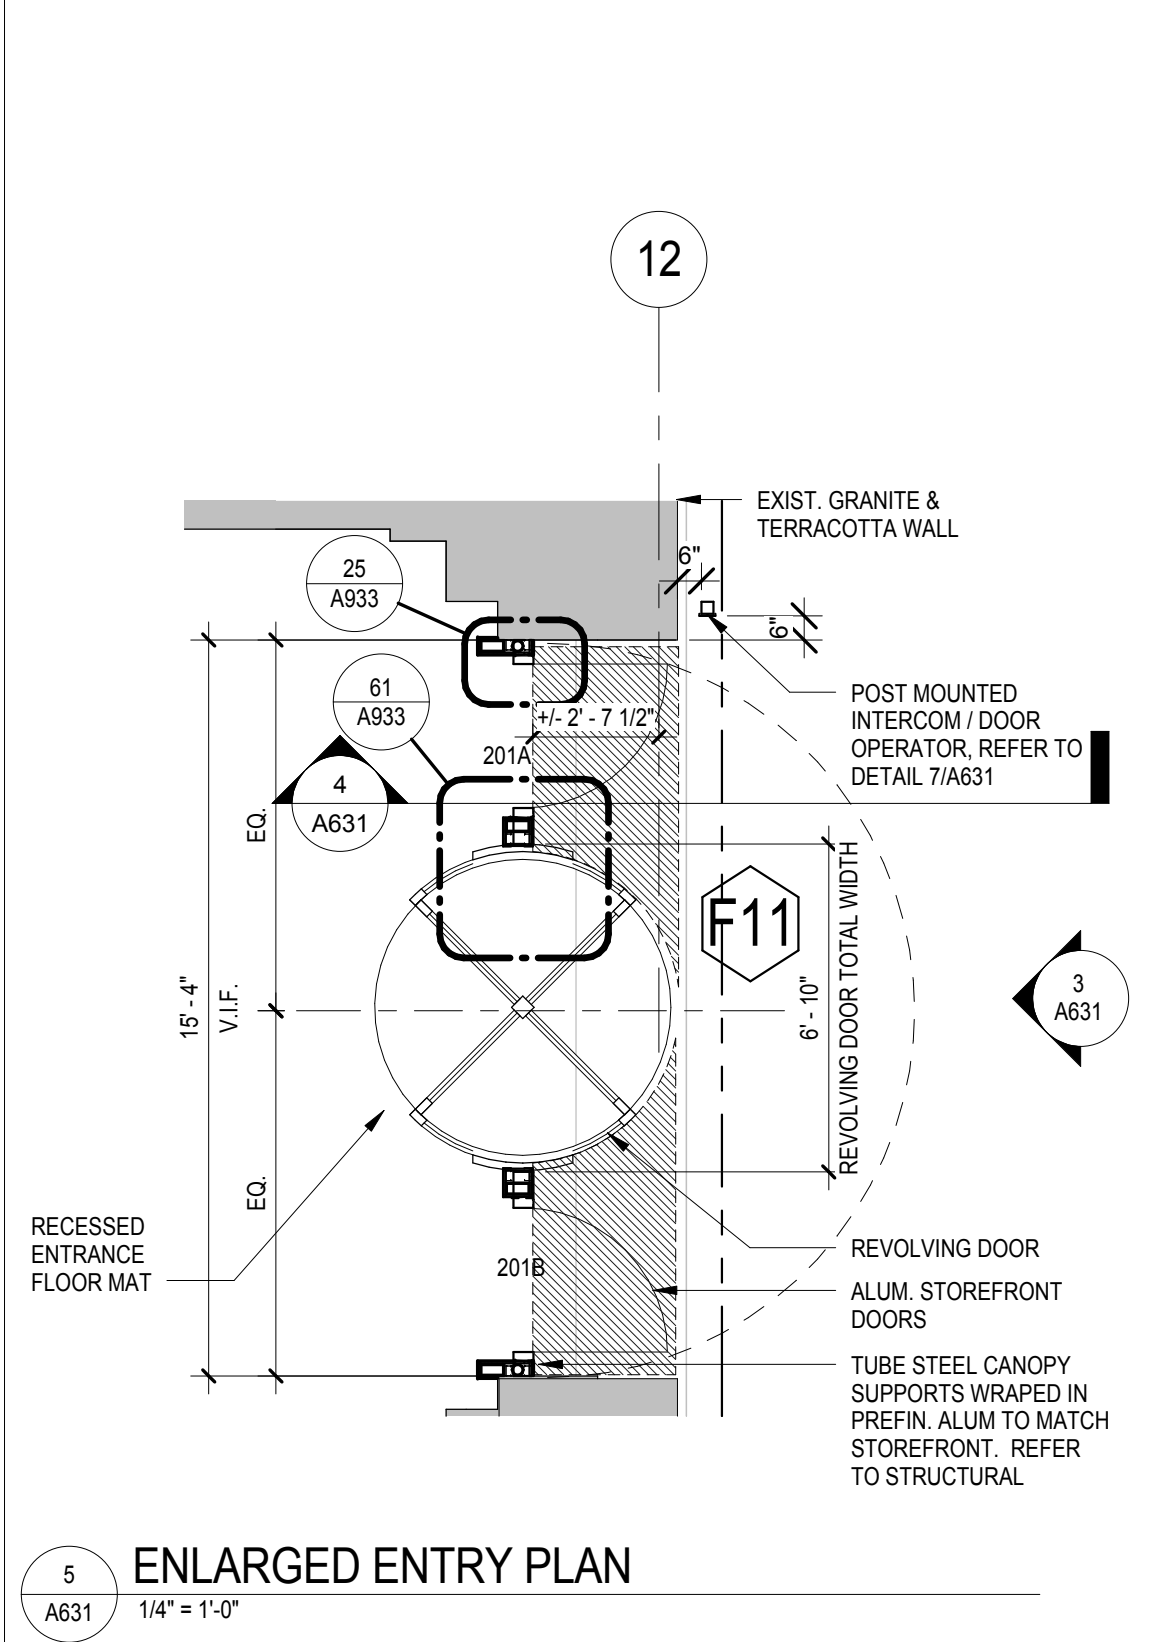 12
EXIST. GRANITE &
TERRACOTTA WALL
6"
25
A933
6"
61
A933
+/- 2' - 7 1/2"
201A
POST MOUNTED
INTERCOM / DOOR
OPERATOR, REFER TO
DETAIL 7/A631
4
A631
EQ.
REVOLVING DOOR TOTAL WIDTH
6' - 10"
F11
3
A631
15' - 4"
V.I.F.
EQ.
RECESSED
ENTRANCE
FLOOR MAT
REVOLVING DOOR
201B
ALUM. STOREFRONT
DOORS
TUBE STEEL CANOPY
SUPPORTS WRAPED IN
PREFIN. ALUM TO MATCH
STOREFRONT. REFER
TO STRUCTURAL
5
A631
ENLARGED ENTRY PLAN
1/4" = 1'-0"